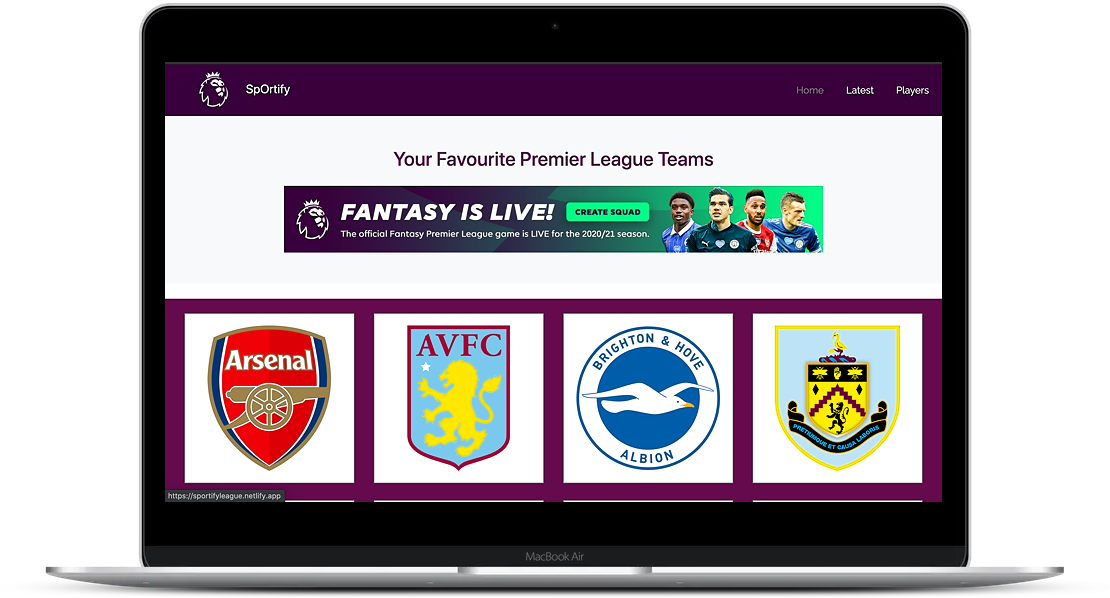 SpOrtify
Home
Latest
Players
Your Favourite Premier League Teams
FANTASY IS LIVE!
CREATE SQUAD
The official Fantasy Premier League game is LIVE for the 2020/21 season.
Arsenal
AVFC
BRIGHTON & HOVE
ALBION
PRETIUMQUE ET CAUSA LABORIS
https://sportifyleague.netlify.app
MacBook Air